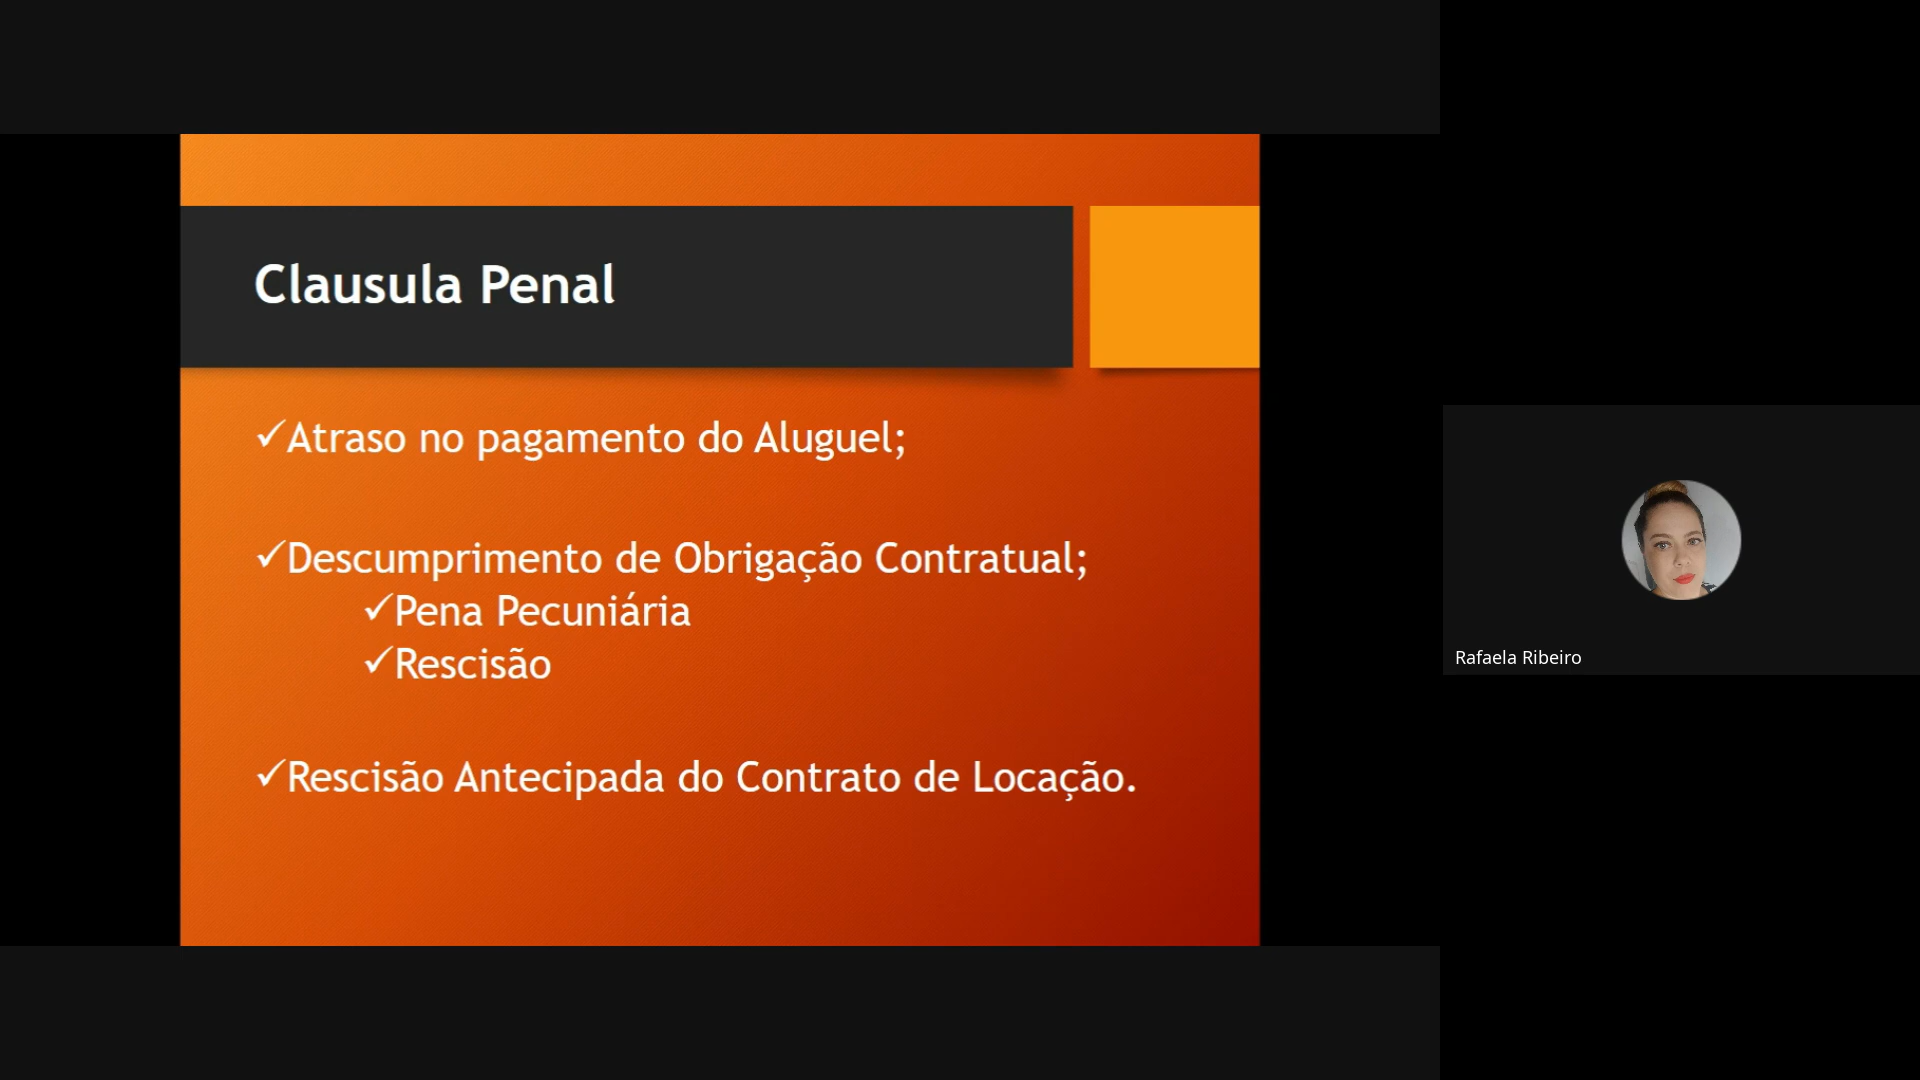 Clausula Penal
✓Atraso no pagamento do Aluguel;
✓Descumprimento de Obrigação Contratual;
✓Pena Pecuniária
✓Rescisão
✓Rescisão Antecipada do Contrato de Locação.
Rafaela Ribeiro